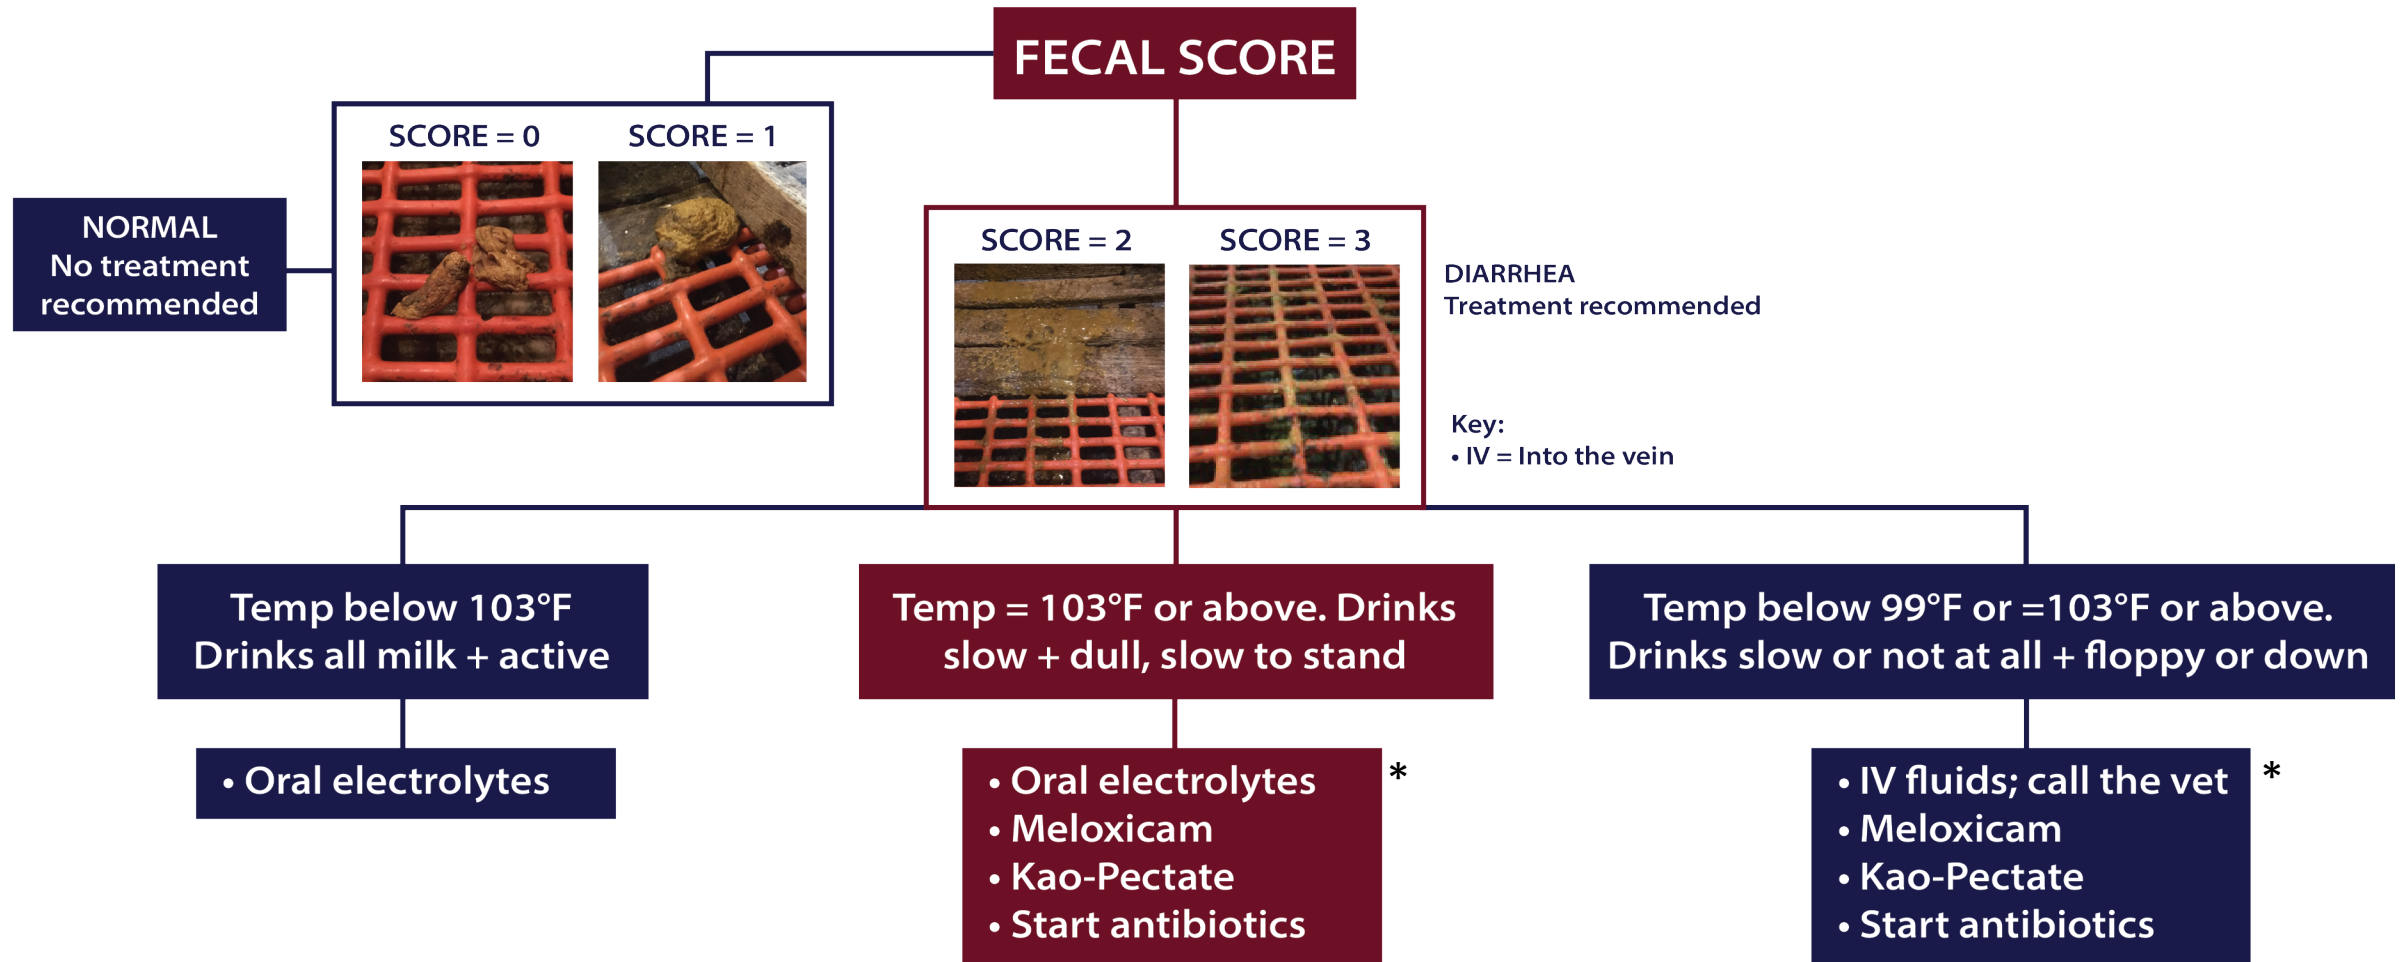 FECAL SCORE
SCORE = 0
SCORE = 1
NORMAL
No treatment
recommended
SCORE = 2
SCORE = 3
DIARRHEA
Treatment recommended
Key:
• IV = Into the vein
Temp below 103°F
Drinks all milk + active
Temp = 103°F or above. Drinks
slow + dull, slow to stand
Temp below 99°F or =103°F or above.
Drinks slow or not at all + floppy or down
• Oral electrolytes
• Oral electrolytes
• Meloxicam
• Kao-Pectate
• Start antibiotics
*
• IV fluids; call the vet
• Meloxicam
• Kao-Pectate
• Start antibiotics
*